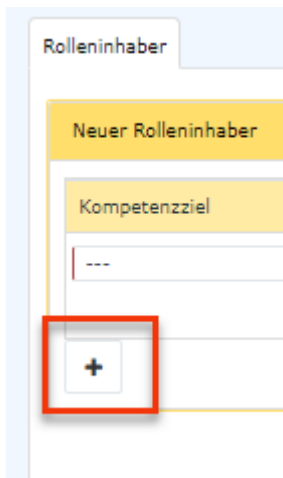 Rolleninhaber
Neuer Rolleninhaber
Kompetenzziel
---
+